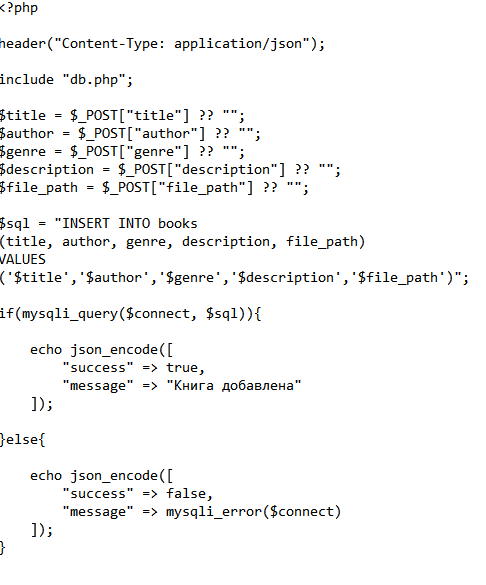 <?php
header("Content-Type: application/json");
include "db.php";
$title = $_POST["title"] ?? "";
$author = $_POST["author"] ?? "";
$genre = $_POST["genre"] ?? "";
$description = $_POST["description"] ?? "";
$file_path = $_POST["file_path"] ?? "";
$sql = "INSERT INTO books
(title, author, genre, description, file_path)
VALUES
('$title','$author','$genre','$description','$file_path')";
if(mysqli_query($connect, $sql)){
    echo json_encode([
        "success" => true,
        "message" => "Книга добавлена"
    ]);
}else{
    echo json_encode([
        "success" => false,
        "message" => mysqli_error($connect)
    ]);
}